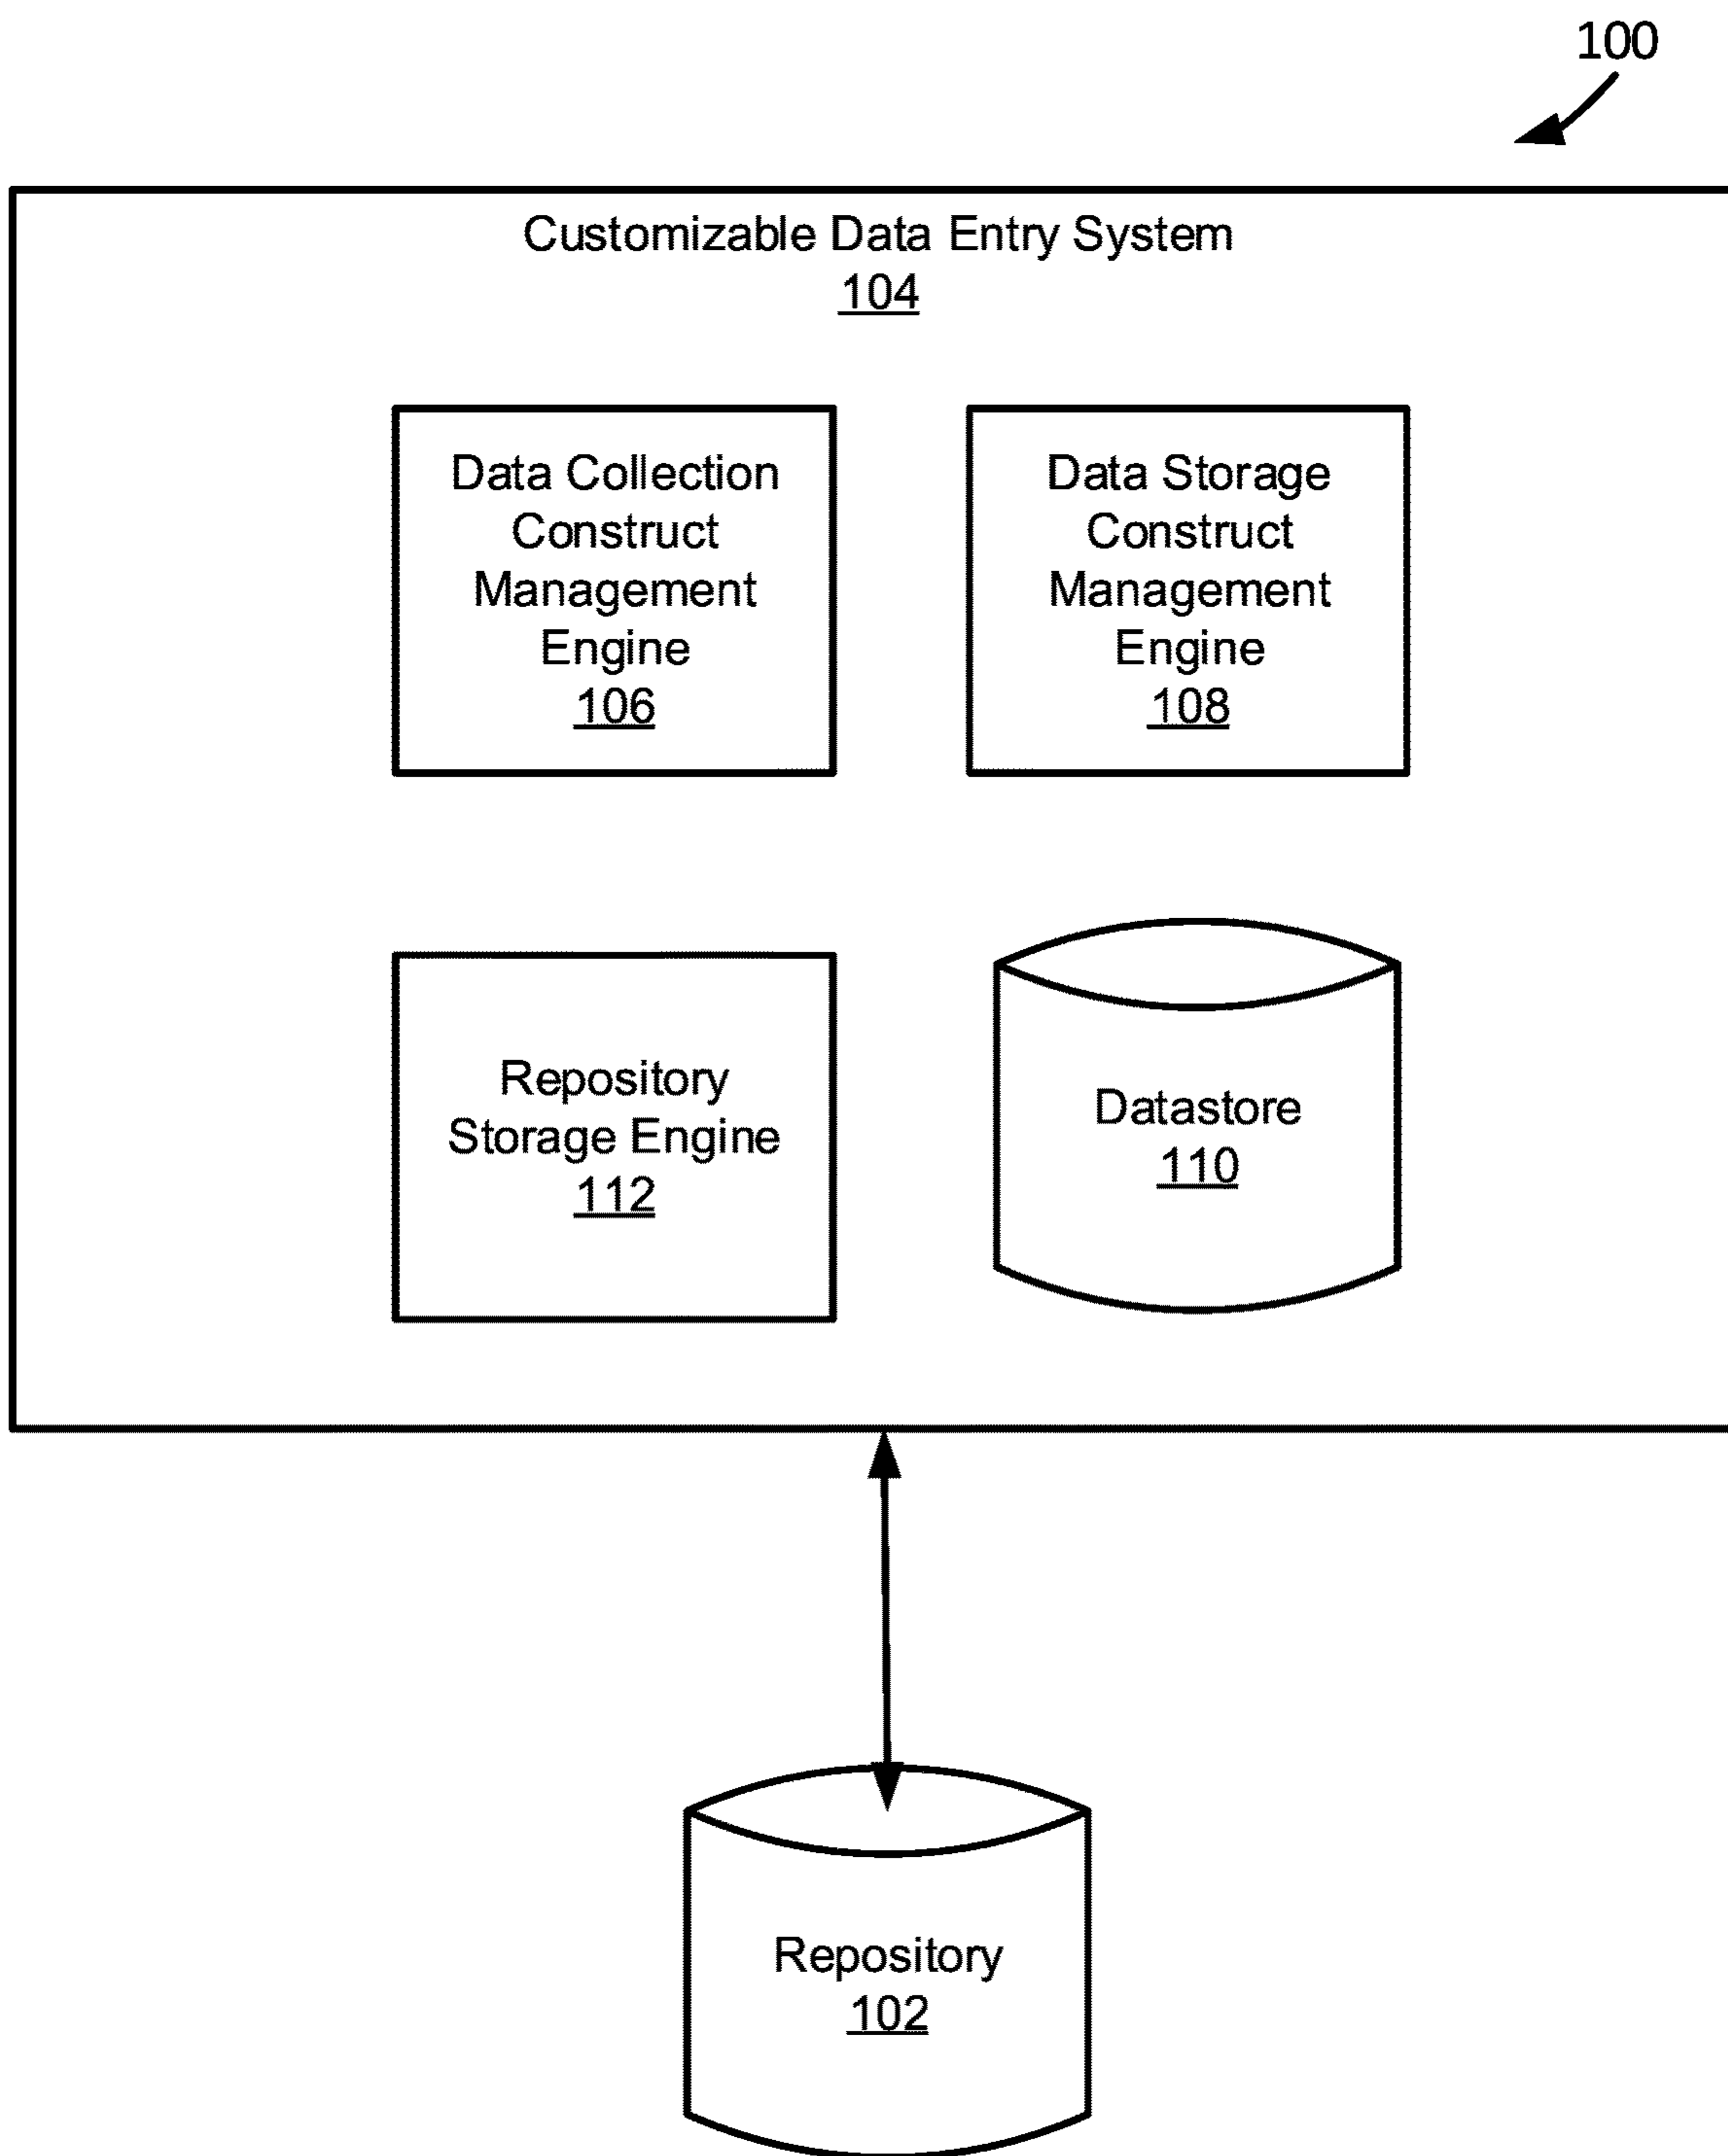 100
Customizable Data Entry System
104
Data Collection
Construct
Management
Engine
106
Data Storage
Construct
Management
Engine
108
Repository
Storage Engine
112
Datastore
110
Repository
102